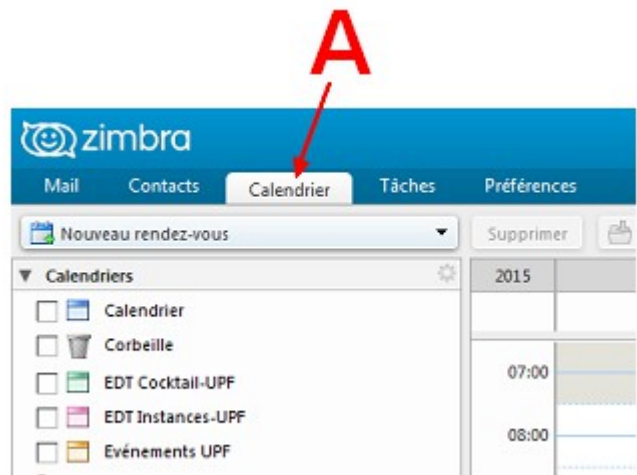 A
zimbra
Mail Contacts Calendrier Tâches Préférences
Nouveau rendez-vous Supprimer
Calendriers 2015
Calendrier
Corbeille
EDT Cocktail-UPF 07:00
EDT Instances-UPF
Evénements UPF 08:00